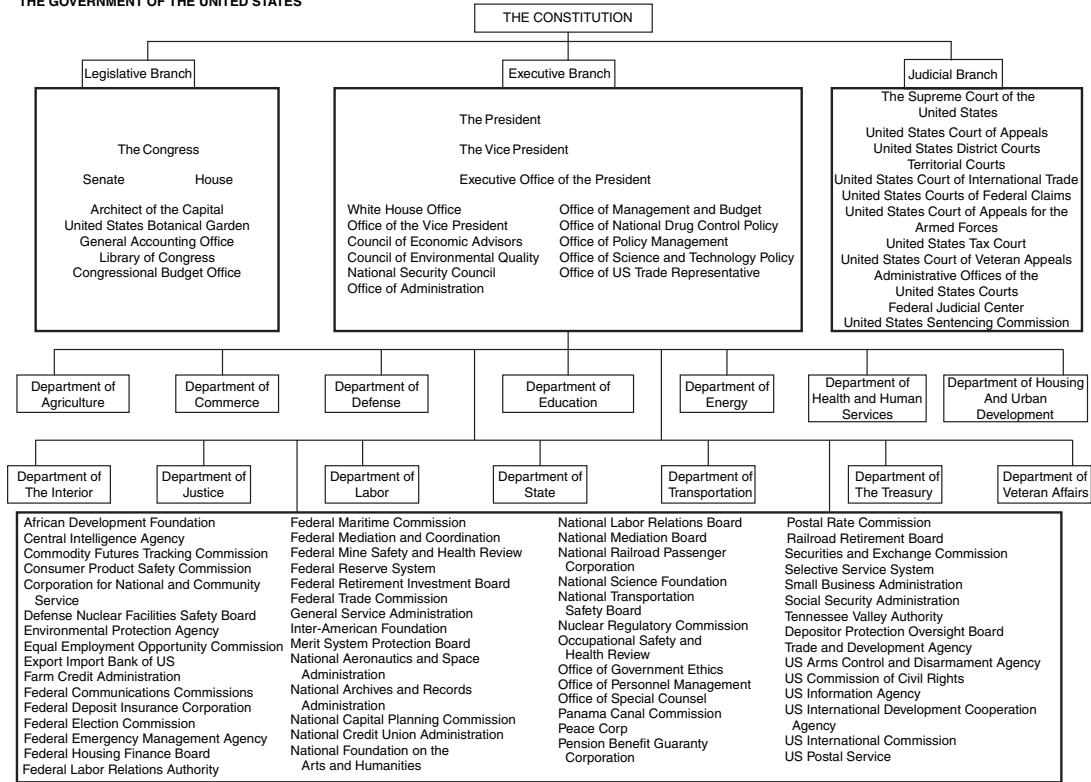 THE GOVERNMENT OF THE UNITED STATES
THE CONSTITUTION
Legislative Branch
Executive Branch
Judicial Branch
The Congress
Senate House
Architect of the Capital
United States Botanical Garden
General Accounting Office
Library of Congress
Congressional Budget Office
The President
The Vice President
Executive Office of the President
White House Office
Office of the Vice President
Council of Economic Advisors
Council of Environmental Quality
National Security Council
Office of Administration
Office of Management and Budget
Office of National Drug Control Policy
Office of Policy Management
Office of Science and Technology Policy
Office of US Trade Representative
The Supreme Court of the
United States
United States Court of Appeals
United States District Courts
Territorial Courts
United States Court of International Trade
United States Courts of Federal Claims
United States Court of Appeals for the
Armed Forces
United States Tax Court
United States Court of Veteran Appeals
Administrative Offices of the
United States Courts
Federal Judicial Center
United States Sentencing Commission
Department of
Agriculture
Department of
Commerce
Department of
Defense
Department of
Education
Department of
Energy
Department of
Health and Human
Services
Department of Housing
And Urban
Development
Department of
The Interior
Department of
Justice
Department of
Labor
Department of
State
Department of
Transportation
Department of
The Treasury
Department of
Veteran Affairs
African Development Foundation
Central Intelligence Agency
Commodity Futures Tracking Commission
Consumer Product Safety Commission
Corporation for National and Community
Service
Defense Nuclear Facilities Safety Board
Environmental Protection Agency
Equal Employment Opportunity Commission
Export Import Bank of US
Farm Credit Administration
Federal Communications Commissions
Federal Deposit Insurance Corporation
Federal Election Commission
Federal Emergency Management Agency
Federal Housing Finance Board
Federal Labor Relations Authority
Federal Maritime Commission
Federal Mediation and Coordination
Federal Mine Safety and Health Review
Federal Reserve System
Federal Retirement Investment Board
Federal Trade Commission
General Service Administration
Inter-American Foundation
Merit System Protection Board
National Aeronautics and Space
Administration
National Archives and Records
Administration
National Capital Planning Commission
National Credit Union Administration
National Foundation on the
Arts and Humanities
National Labor Relations Board
National Mediation Board
National Railroad Passenger
Corporation
National Science Foundation
National Transportation
Safety Board
Nuclear Regulatory Commission
Occupational Safety and
Health Review
Office of Government Ethics
Office of Personnel Management
Office of Special Counsel
Panama Canal Commission
Peace Corp
Pension Benefit Guaranty
Corporation
Postal Rate Commission
Railroad Retirement Board
Securities and Exchange Commission
Selective Service System
Small Business Administration
Social Security Administration
Tennessee Valley Authority
Depositor Protection Oversight Board
Trade and Development Agency
US Arms Control and Disarmament Agency
US Commission of Civil Rights
US Information Agency
US International Development Cooperation
Agency
US International Commission
US Postal Service